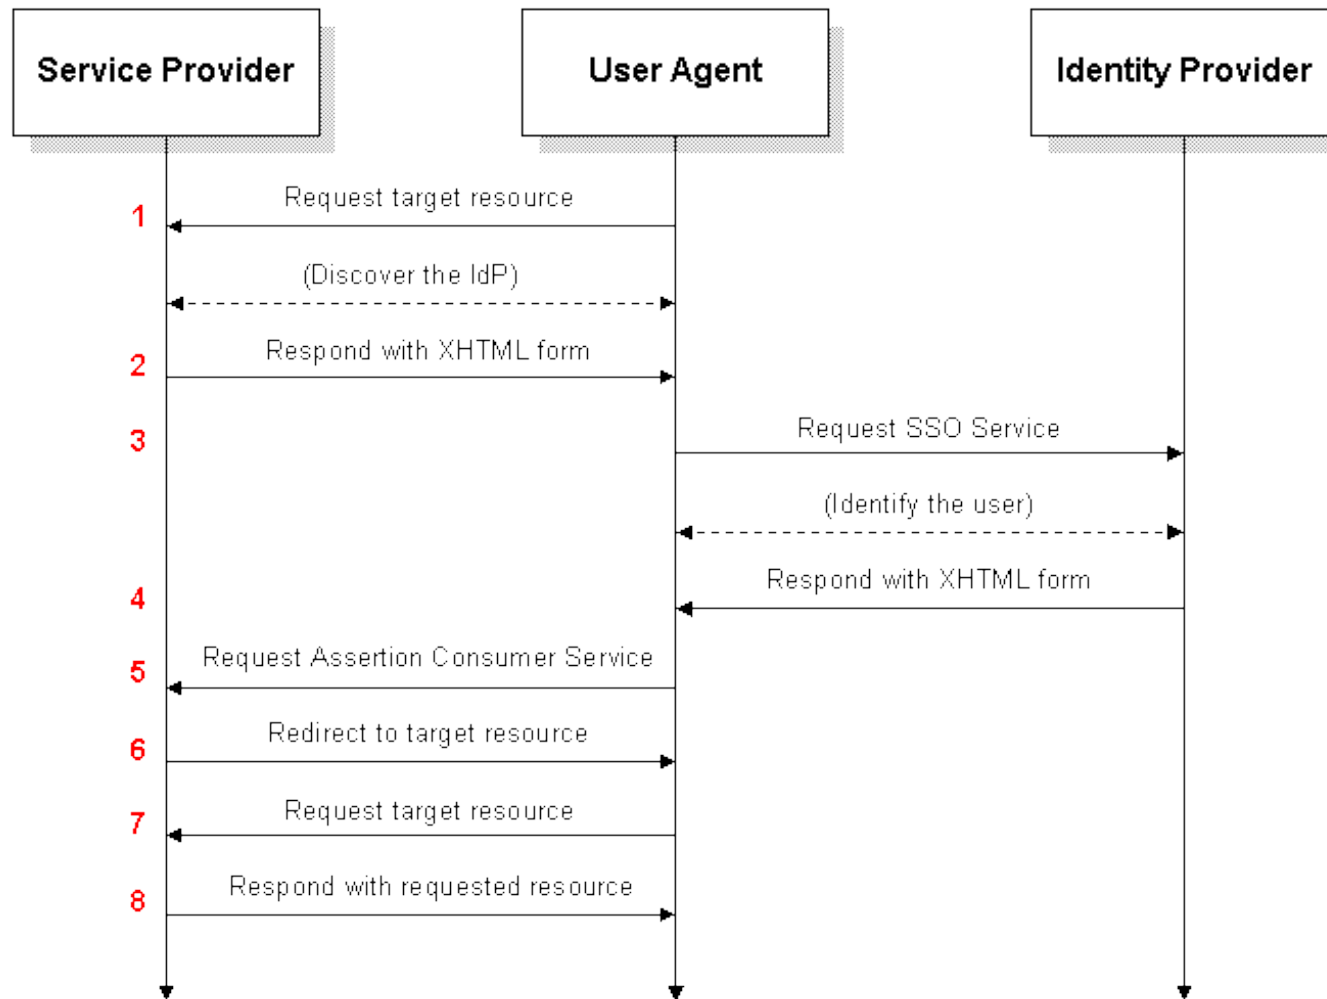 Service Provider
User Agent
Identity Provider
Request target resource
1
(Discover the IdP)
Respond with XHTML form
2
Request SSO Service
3
(Identify the user)
Respond with XHTML form
4
Request Assertion Consumer Service
5
Redirect to target resource
6
Request target resource
7
Respond with requested resource
8